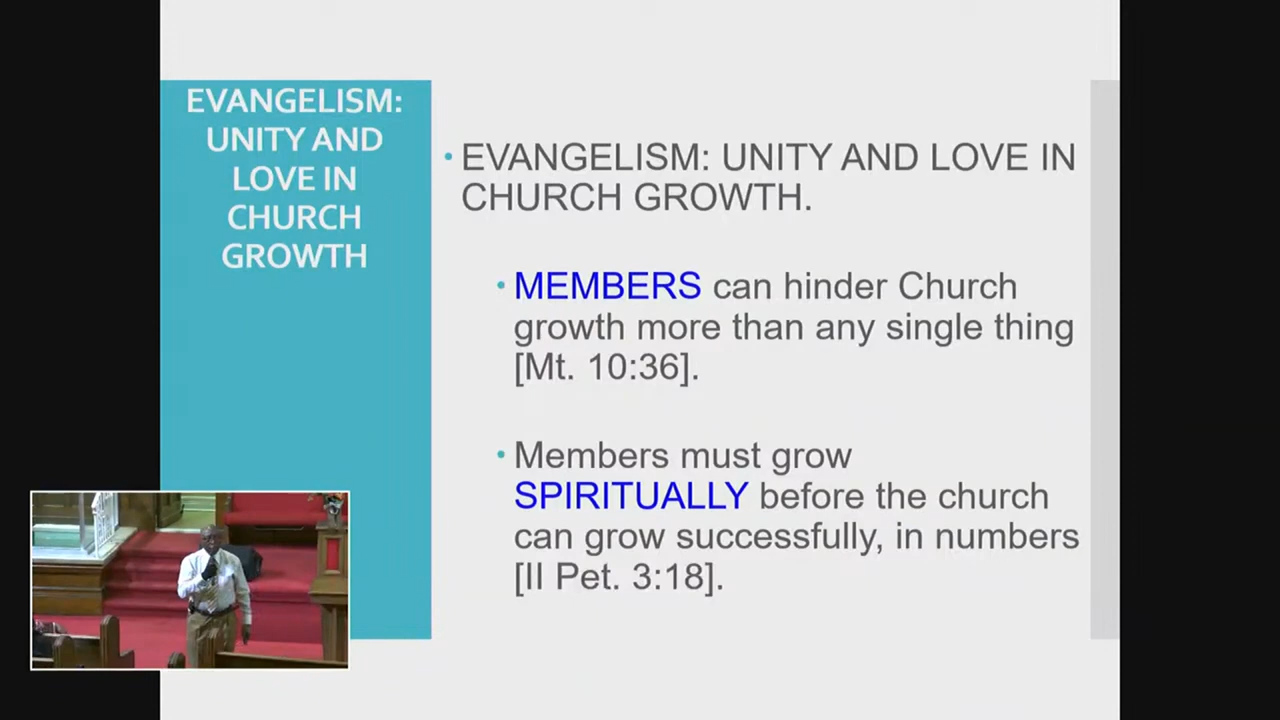 EVANGELISM:
UNITY AND
LOVE IN
CHURCH
GROWTH
• EVANGELISM: UNITY AND LOVE IN
CHURCH GROWTH.
• MEMBERS can hinder Church
growth more than any single thing
[Mt. 10:36].
• Members must grow
SPIRITUALLY before the church
can grow successfully, in numbers
[II Pet. 3:18].